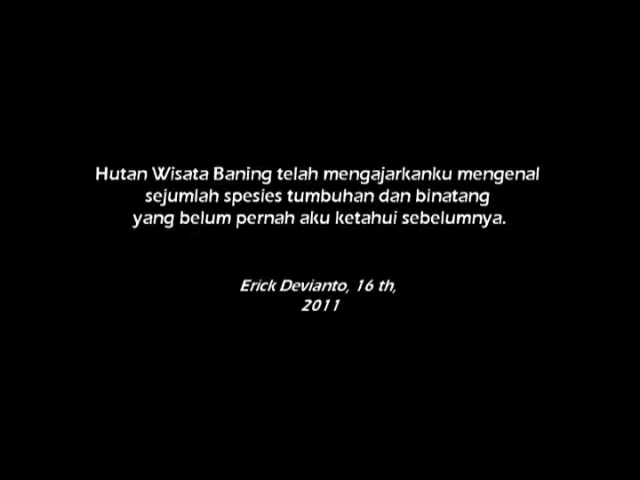 Hutan Wisata Baning telah mengajarkanku mengenal
sejumlah spesies tumbuhan dan binatang
yang belum pernah aku ketahui sebelumnya.
Erick Devianto, 16 th,
2011